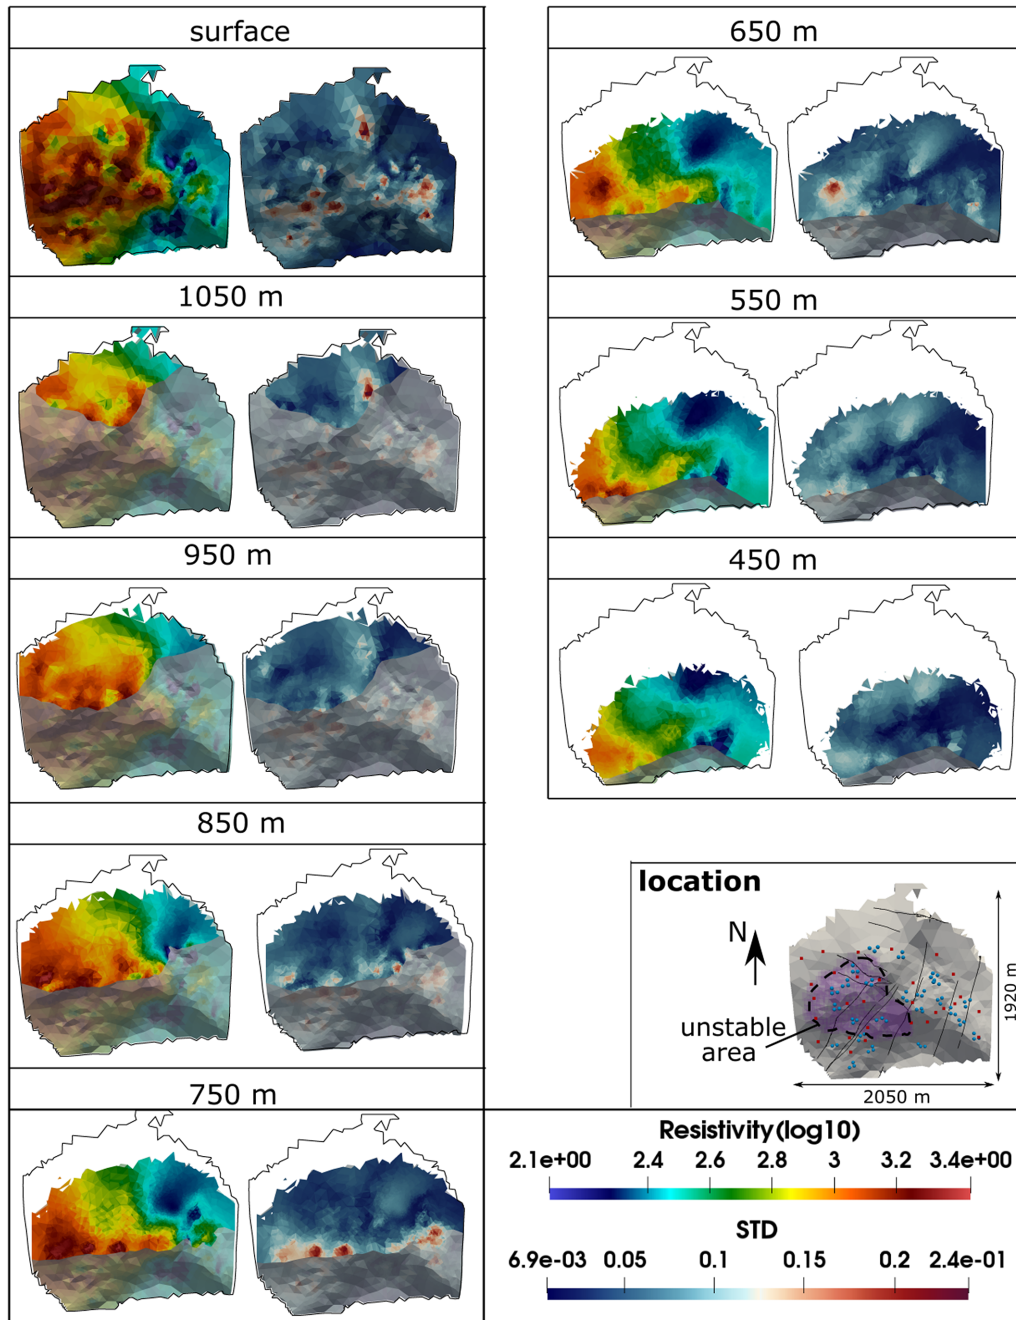 surface
1050 m
950 m
850 m
750 m
650 m
550 m
450 m
location
N
unstable
area
1920 m
2050 m
Resistivity(log10)
2.1e+00 2.4 2.6 2.8 3 3.2 3.4e+00
STD
6.9e-03 0.05 0.1 0.15 0.2 2.4e-01